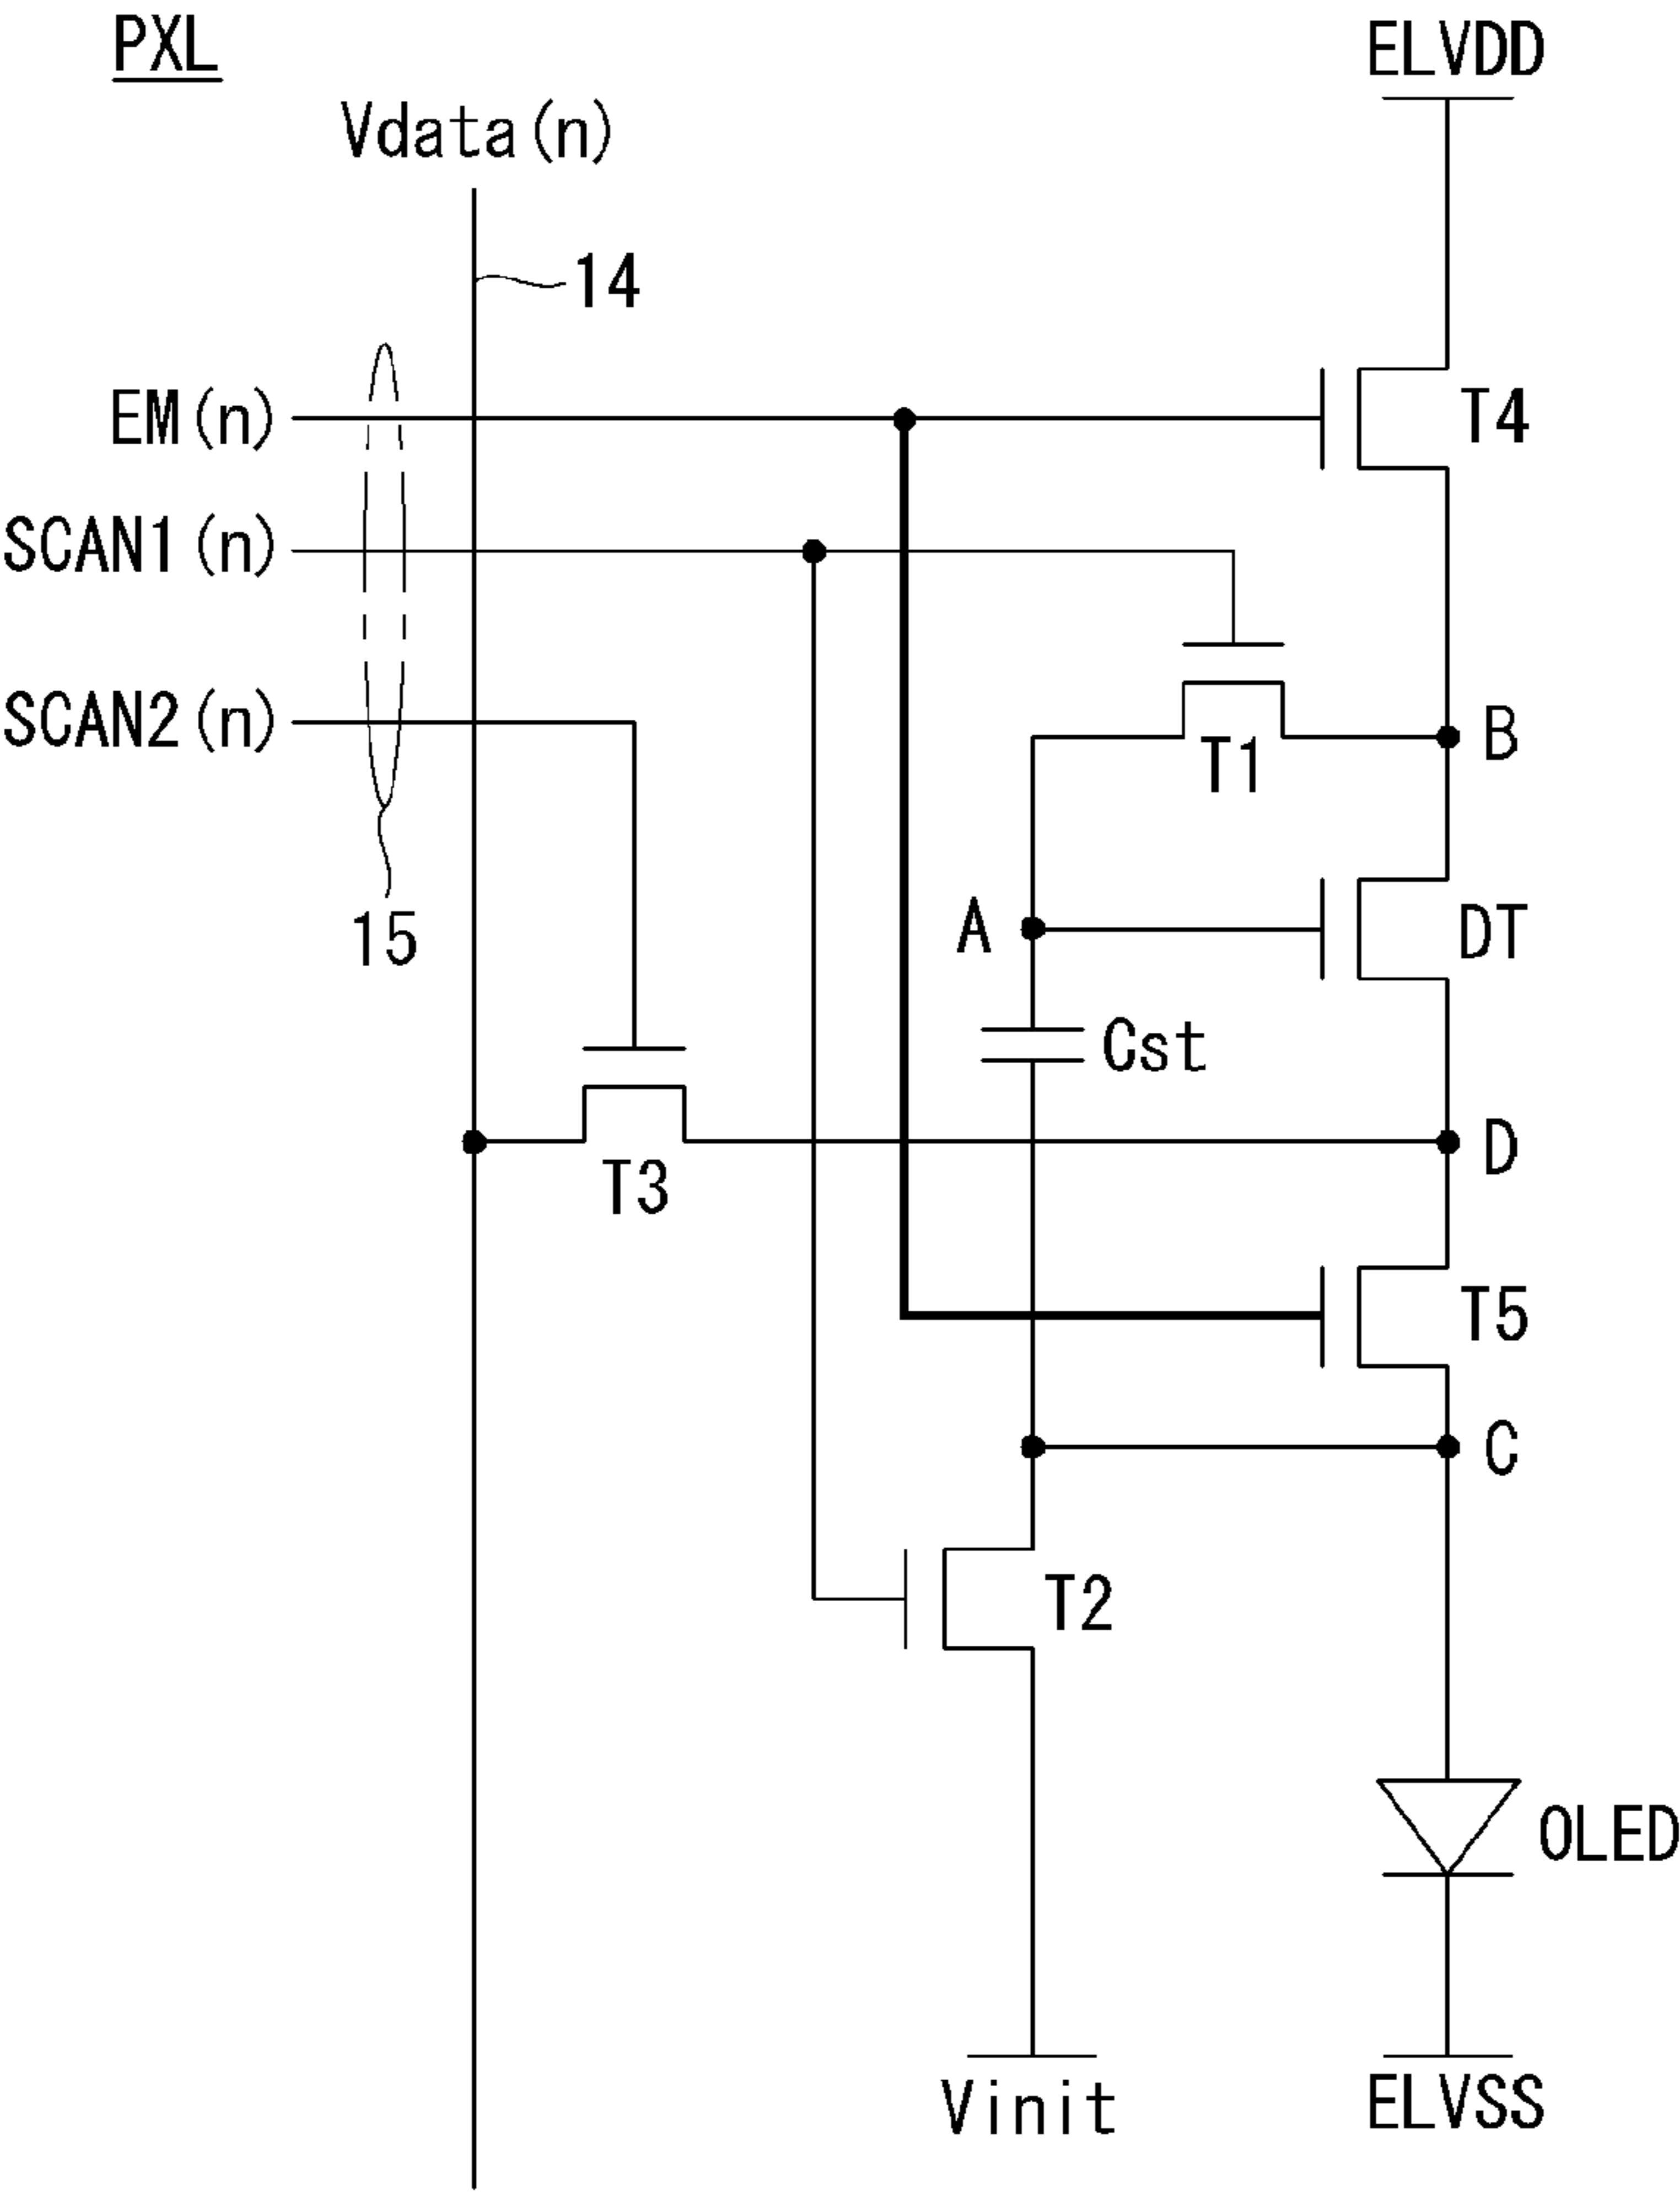 PXL
ELVDD
Vdata(n)
14
EM(n)
T4
SCAN1(n)
SCAN2(n)
B
T1
15
A
DT
Cst
D
T3
T5
C
T2
OLED
Vinit
ELVSS